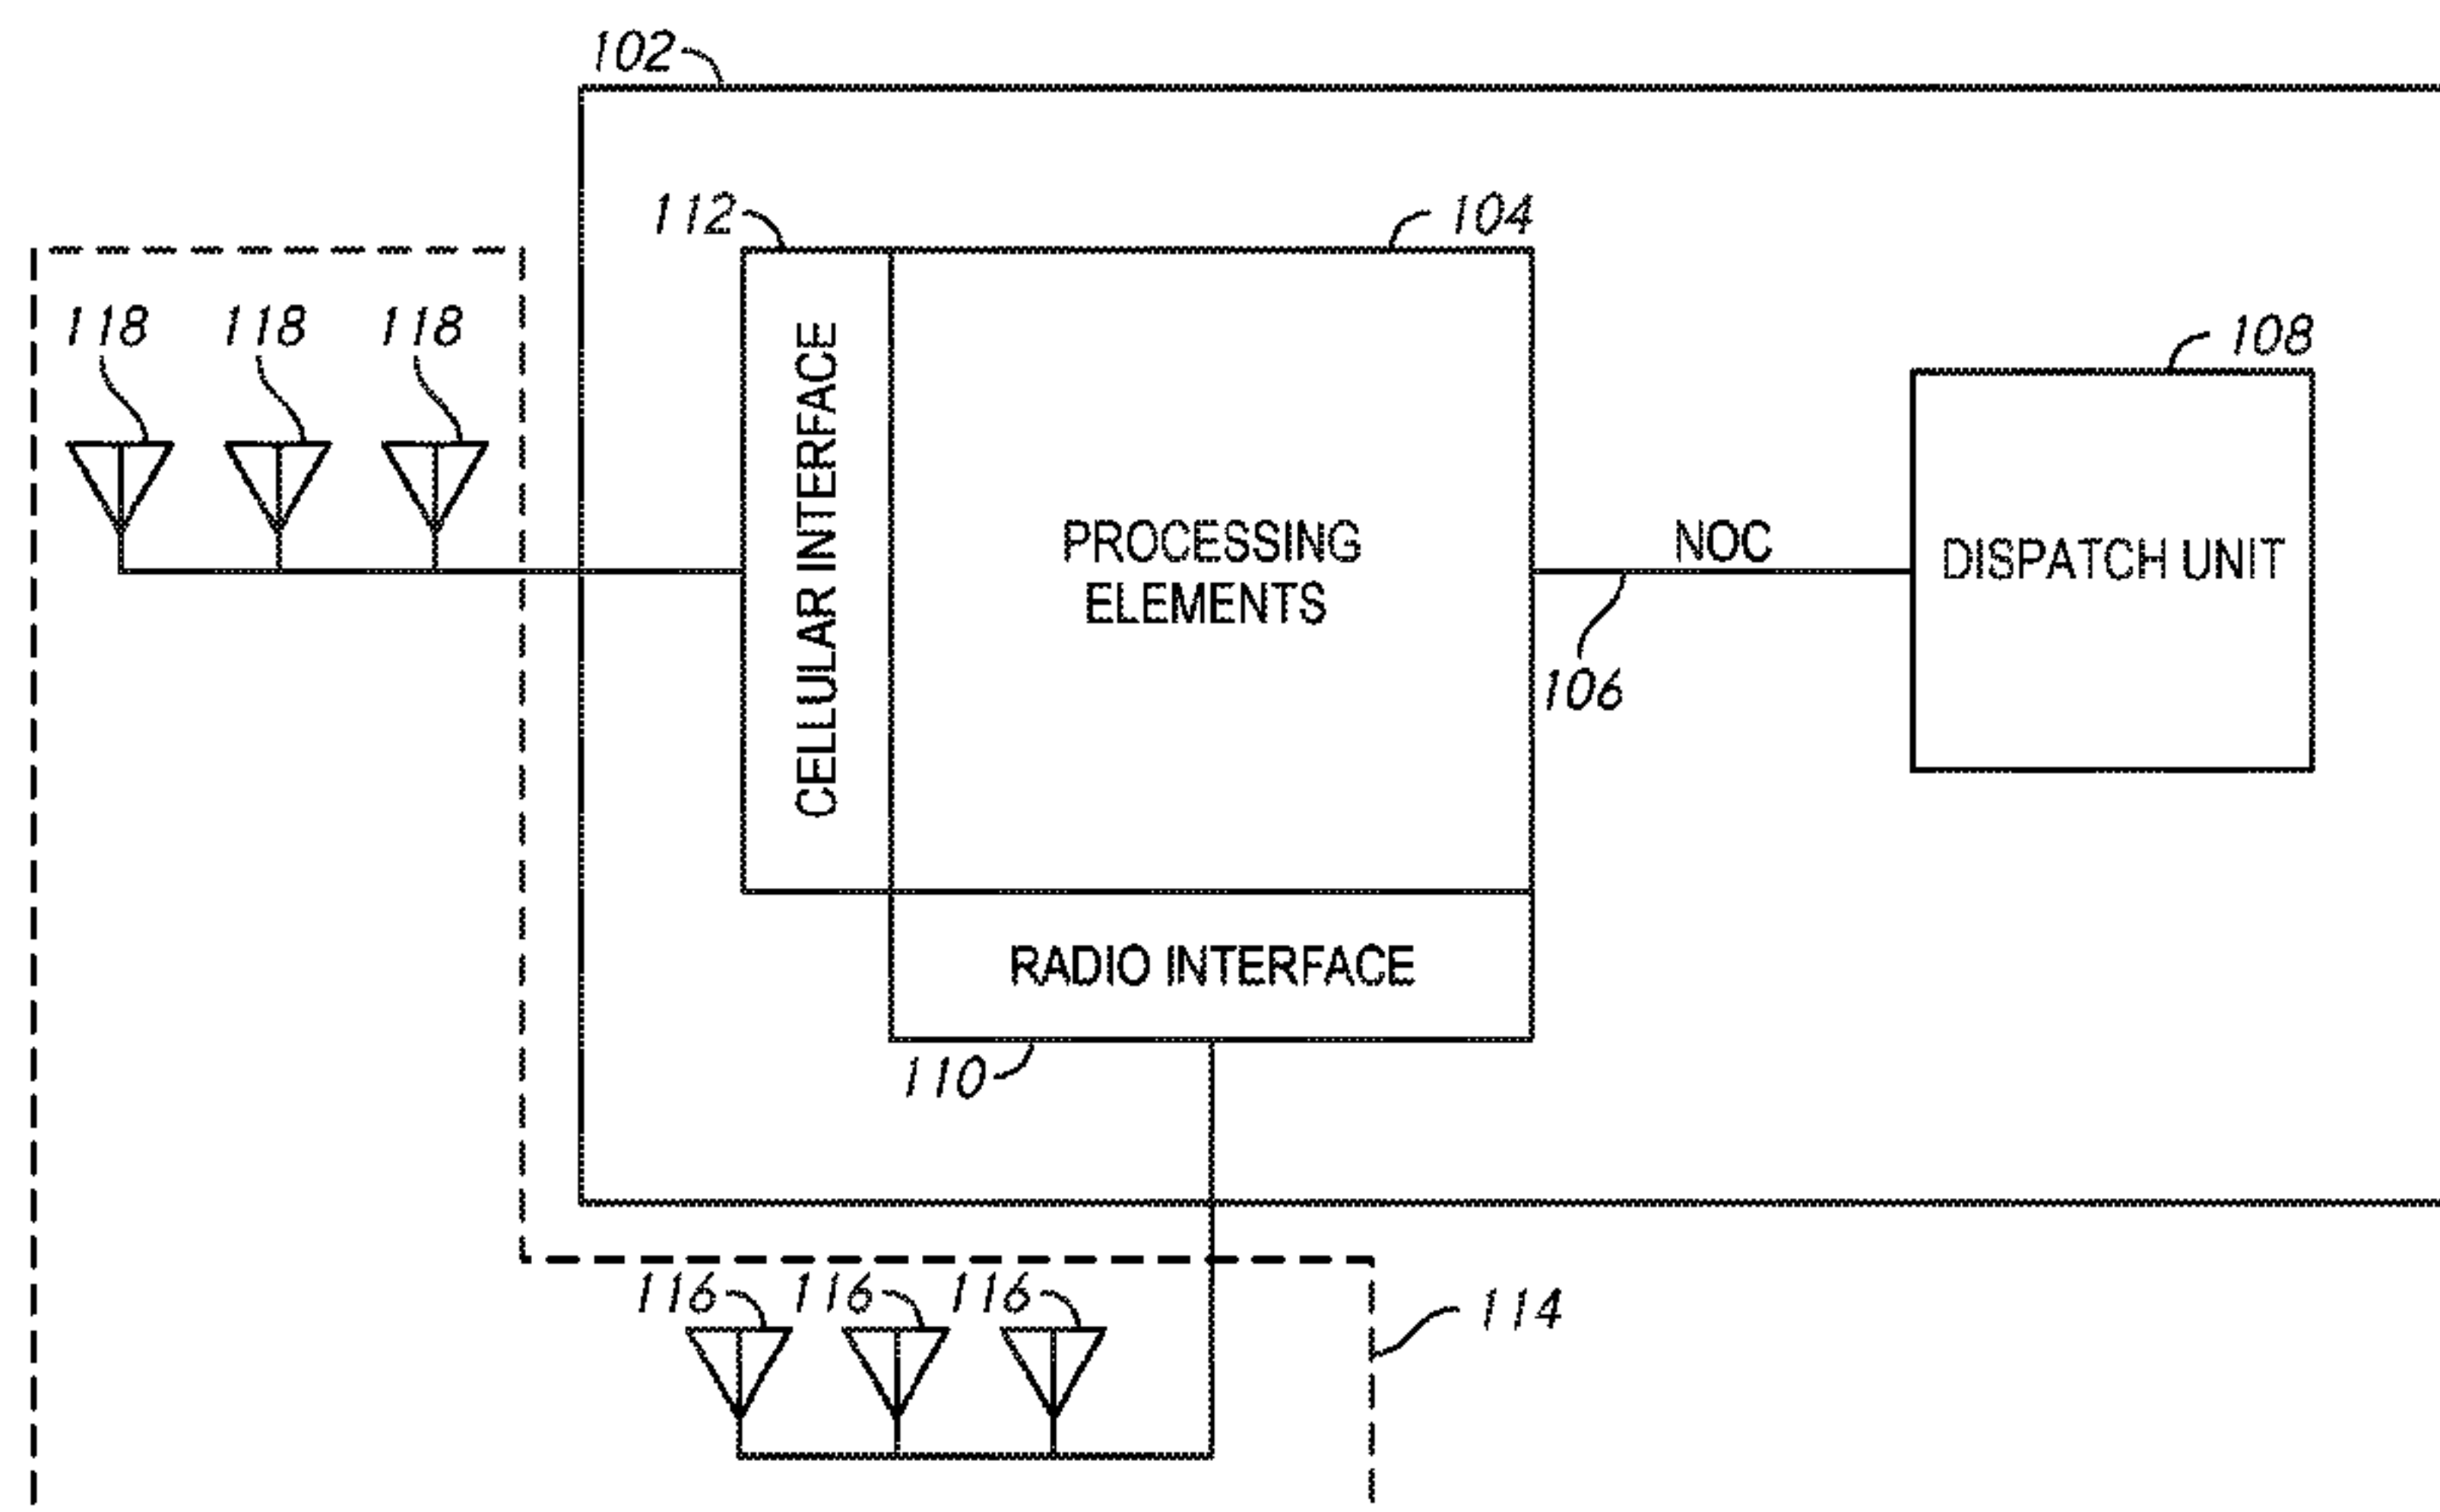 102
112
104
118 118 118
108
CELLULAR INTERFACE
PROCESSING
ELEMENTS
NOC
DISPATCH UNIT
106
RADIO INTERFACE
110
116 116 116
114